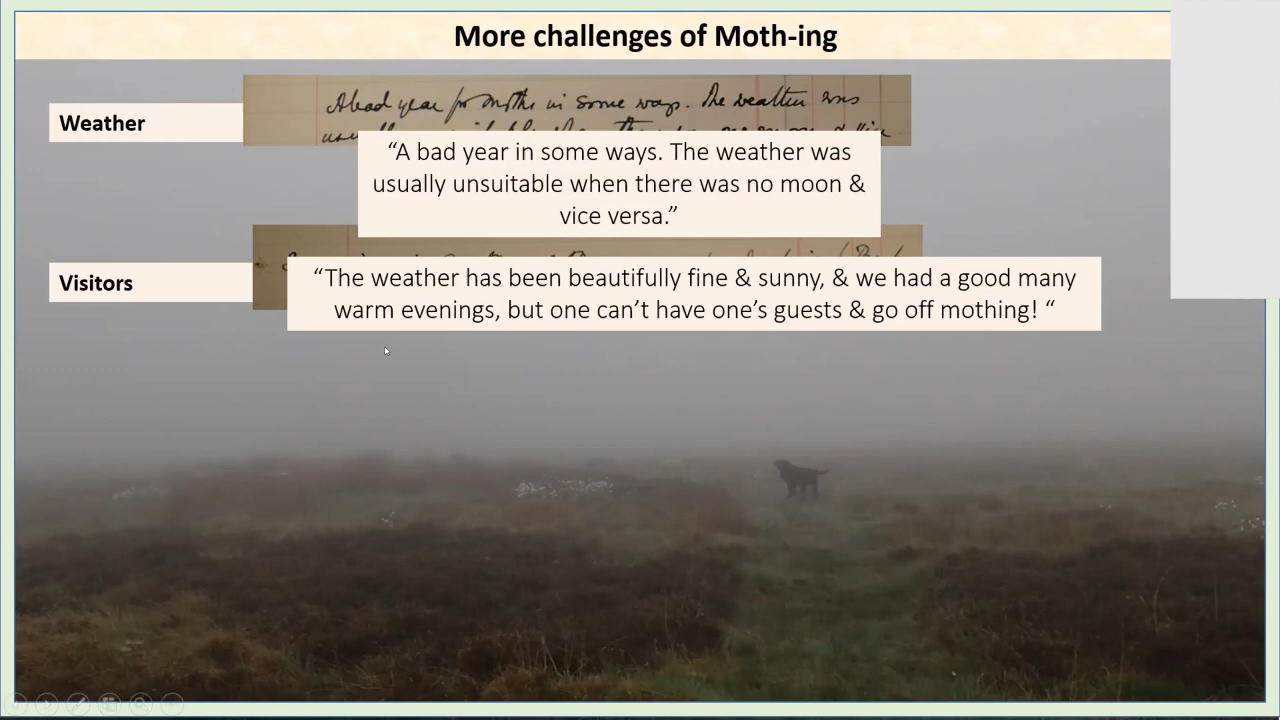 More challenges of Moth-ing
Weather
A bad year for moths in some ways. The weather was
“A bad year in some ways. The weather was
usually unsuitable when there was no moon &
vice versa.”
Visitors
“The weather has been beautifully fine & sunny, & we had a good many
warm evenings, but one can’t have one’s guests & go off mothing! “